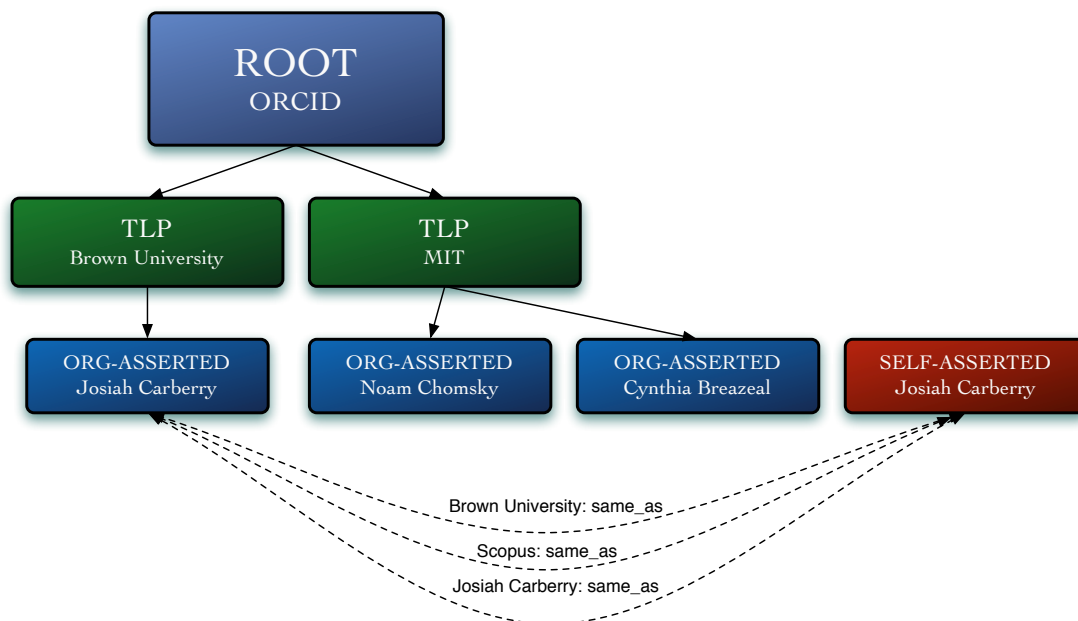 ROOT
ORCID
TLP
Brown University
TLP
MIT
ORG-ASSERTED
Josiah Carberry
ORG-ASSERTED
Noam Chomsky
ORG-ASSERTED
Cynthia Breazeal
SELF-ASSERTED
Josiah Carberry
Brown University: same_as
Scopus: same_as
Josiah Carberry: same_as